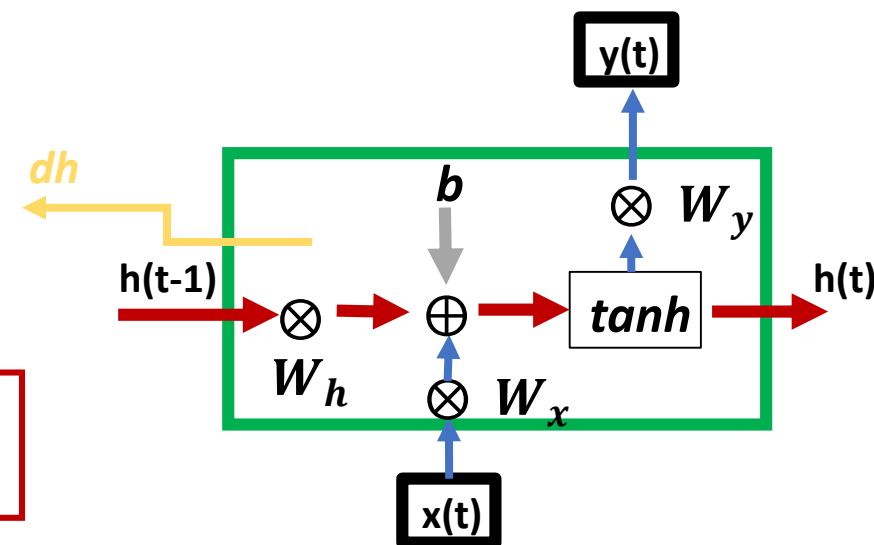 y(t)
dh
b
W_y
h(t-1)
h(t)
tanh
W_h
W_x
x(t)